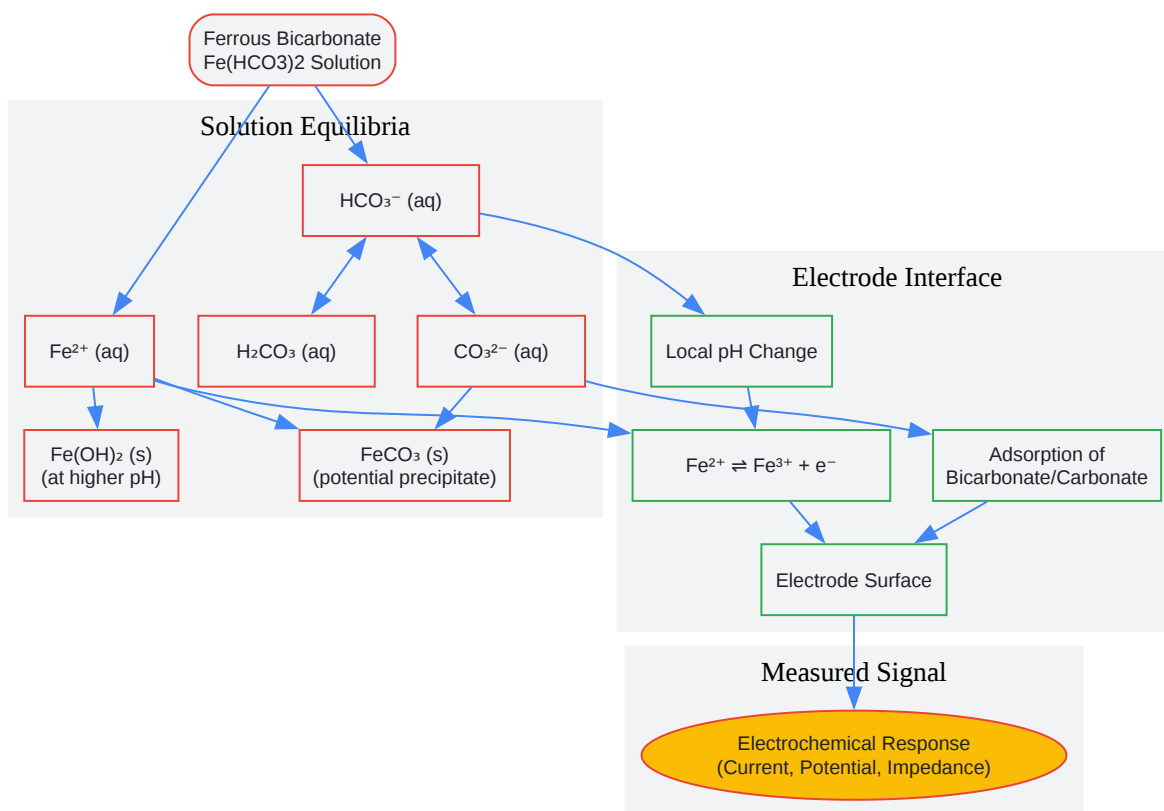 Ferrous Bicarbonate
Fe(HCO3)2 Solution
Solution Equilibria
HCO₃⁻ (aq)
Electrode Interface
Fe²⁺ (aq)
H₂CO₃ (aq)
CO₃²⁻ (aq)
Local pH Change
Fe(OH)₂ (s)
(at higher pH)
FeCO₃ (s)
(potential precipitate)
Fe²⁺ ⇌ Fe³⁺ + e⁻
Adsorption of
Bicarbonate/Carbonate
Electrode Surface
Measured Signal
Electrochemical Response
(Current, Potential, Impedance)